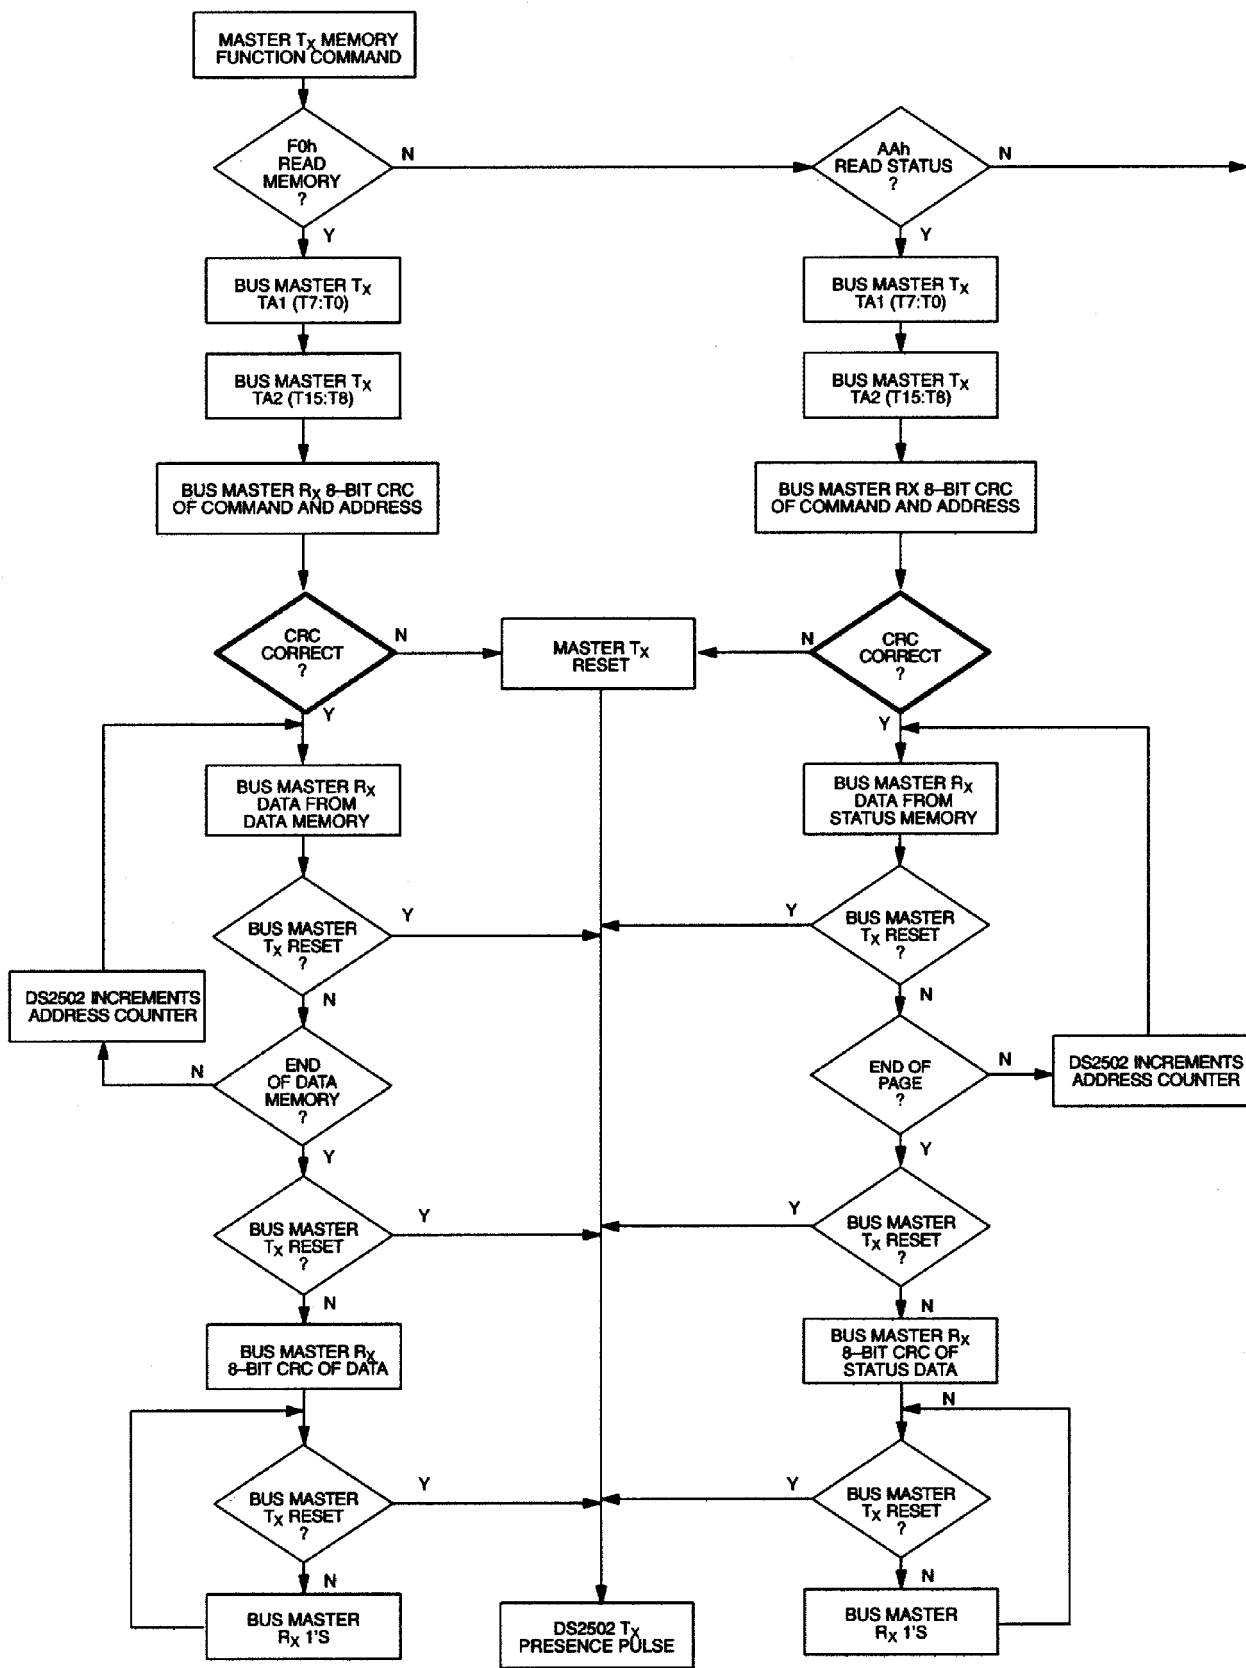 MASTER TX MEMORY
FUNCTION COMMAND
F0h
READ
MEMORY
?
N
Y
AAh
READ STATUS
?
N
Y
BUS MASTER TX
TA1 (T7:T0)
BUS MASTER TX
TA1 (T7:T0)
BUS MASTER TX
TA2 (T15:T8)
BUS MASTER TX
TA2 (T15:T8)
BUS MASTER RX 8–BIT CRC
OF COMMAND AND ADDRESS
BUS MASTER RX 8–BIT CRC
OF COMMAND AND ADDRESS
CRC
CORRECT
?
N
Y
MASTER TX
RESET
N
CRC
CORRECT
?
Y
BUS MASTER RX
DATA FROM
DATA MEMORY
BUS MASTER RX
DATA FROM
STATUS MEMORY
BUS MASTER
TX RESET
?
Y
N
Y
BUS MASTER
TX RESET
?
N
DS2502 INCREMENTS
ADDRESS COUNTER
N
END
OF DATA
MEMORY
?
Y
END OF
PAGE
?
N
Y
DS2502 INCREMENTS
ADDRESS COUNTER
BUS MASTER
TX RESET
?
Y
N
Y
BUS MASTER
TX RESET
?
N
BUS MASTER RX
8–BIT CRC OF DATA
BUS MASTER RX
8–BIT CRC OF
STATUS DATA
N
BUS MASTER
TX RESET
?
Y
N
Y
BUS MASTER
TX RESET
?
N
BUS MASTER
RX 1'S
DS2502 TX
PRESENCE PULSE
BUS MASTER
RX 1'S